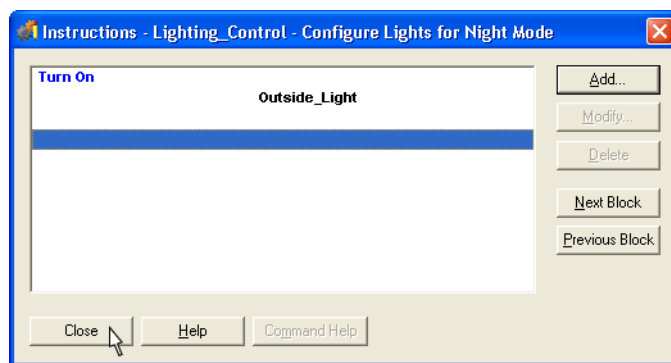 Instructions - Lighting_Control - Configure Lights for Night Mode
Turn On
Outside_Light
Add...
Modify...
Delete
Next Block
Previous Block
Close
Help
Command Help